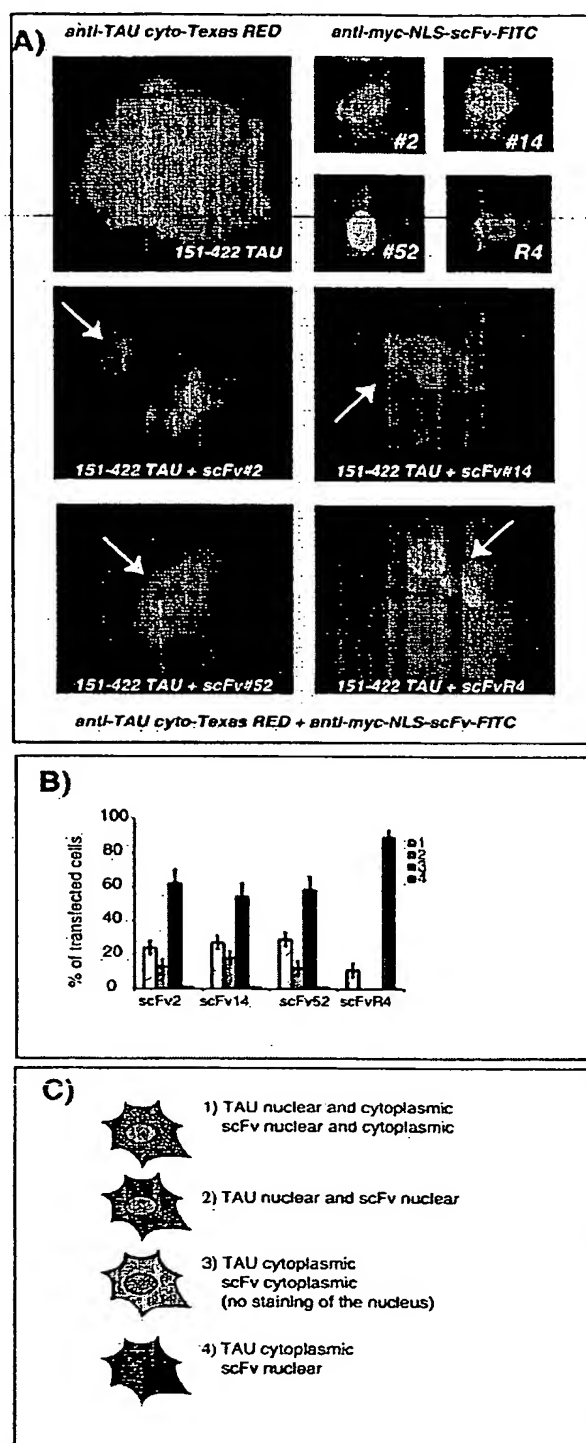 A)
anti-TAU cyto-Texas RED
anti-myc-NLS-scFv-FITC
151-422 TAU
#2
#14
#52
R4
151-422 TAU + scFv#2
151-422 TAU + scFv#14
151-422 TAU + scFv#52
151-422 TAU + scFvR4
anti-TAU cyto-Texas RED + anti-myc-NLS-scFv-FITC
B)
% of transfected cells
100
80
60
40
20
0
scFv2
scFv14
scFv52
scFvR4
1
2
3
4
C)
1) TAU nuclear and cytoplasmic
scFv nuclear and cytoplasmic
2) TAU nuclear and scFv nuclear
3) TAU cytoplasmic
scFv cytoplasmic
(no staining of the nucleus)
4) TAU cytoplasmic
scFv nuclear